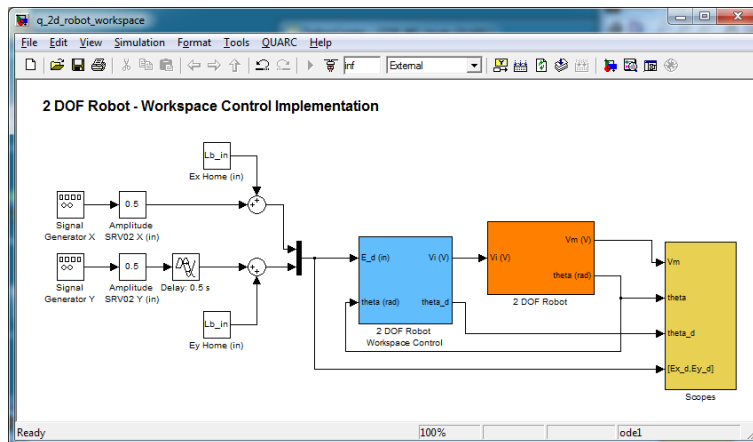 q_2d_robot_workspace
File Edit View Simulation Format Tools QUARC Help
inf External
2 DOF Robot - Workspace Control Implementation
Lb_in
Ex Home (in)
0.5
Signal
Generator X
Amplitude
SRV02 X (in)
0.5
Signal
Generator Y
Amplitude
SRV02 Y (in)
Delay: 0.5 s
Lb_in
Ey Home (in)
E_d (in)
Vi (V)
theta (rad)
theta_d
2 DOF Robot
Workspace Control
Vi (V)
Vm (V)
theta (rad)
2 DOF Robot
Vm
theta
theta_d
[Ex_d,Ey_d]
Scopes
Ready 100% ode1